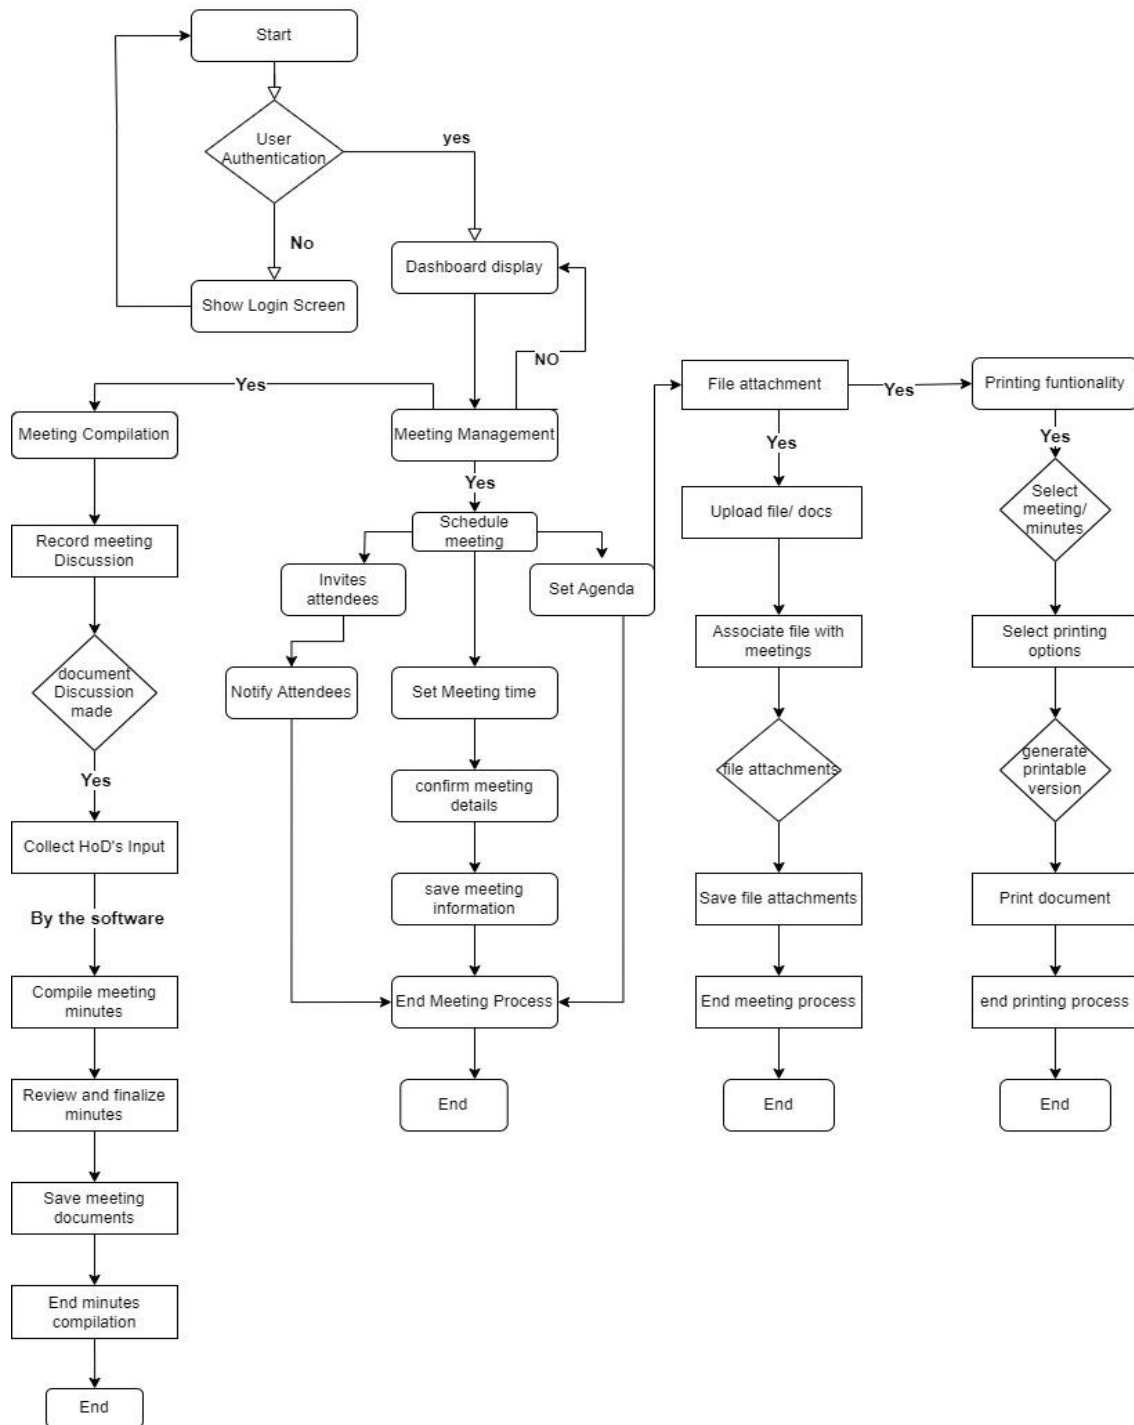 Start
User
Authentication
yes
No
Show Login Screen
Dashboard display
NO
Yes
Meeting Compilation
Meeting Management
Yes
File attachment
Yes
Printing funtionality
Yes
Yes
Schedule
meeting
Invites
attendees
Set Agenda
Record meeting
Discussion
Upload file/ docs
Select
meeting/
minutes
document
Discussion
made
Notify Attendees
Set Meeting time
Associate file with
meetings
Select printing
options
Yes
confirm meeting
details
file attachments
generate
printable
version
Collect HoD's Input
save meeting
information
Save file attachments
Print document
By the software
Compile meeting
minutes
End Meeting Process
End meeting process
end printing process
Review and finalize
minutes
End
End
End
Save meeting
documents
End minutes
compilation
End